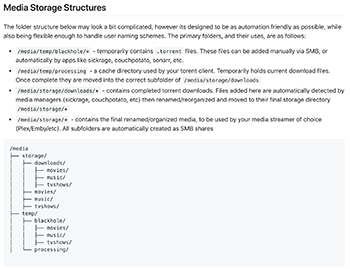 Media Storage Structures
The folder structure below may look a bit complicated, however its designed to be as automation friendly as possible, while
also being flexible enough to handle user naming schemes. The primary folders, and their uses, are as follows:
• /media/temp/blackhole/* - temporarily contains .torrent files. These files can be added manually via SMB, or
automatically by apps like sickrage, couchpotato, sonarr, etc.
• /media/temp/processing - a cache directory used by your torent client. Temporarily holds current download files.
Once complete they are moved into the correct subfolder of /media/storage/downloads
• /media/storage/downloads/* - contains completed torrent downloads. Files added here are automatically detected by
media managers (sickrage, couchpotato, etc) then renamed/reorganized and moved to their final storage directory
/media/storage/*
• /media/storage/* - contains the final renamed/organized media, to be used by your media streamer of choice
(Plex/Emby/etc). All subfolders are automatically created as SMB shares
/media
├── storage/
│   ├── downloads/
│   │   ├── movies/
│   │   ├── music/
│   │   ├── tvshows/
│   ├── movies/
│   ├── music/
│   ├── tvshows/
├── temp/
│   ├── blackhole/
│   │   ├── movies/
│   │   ├── music/
│   │   ├── tvshows/
│   └── processing/